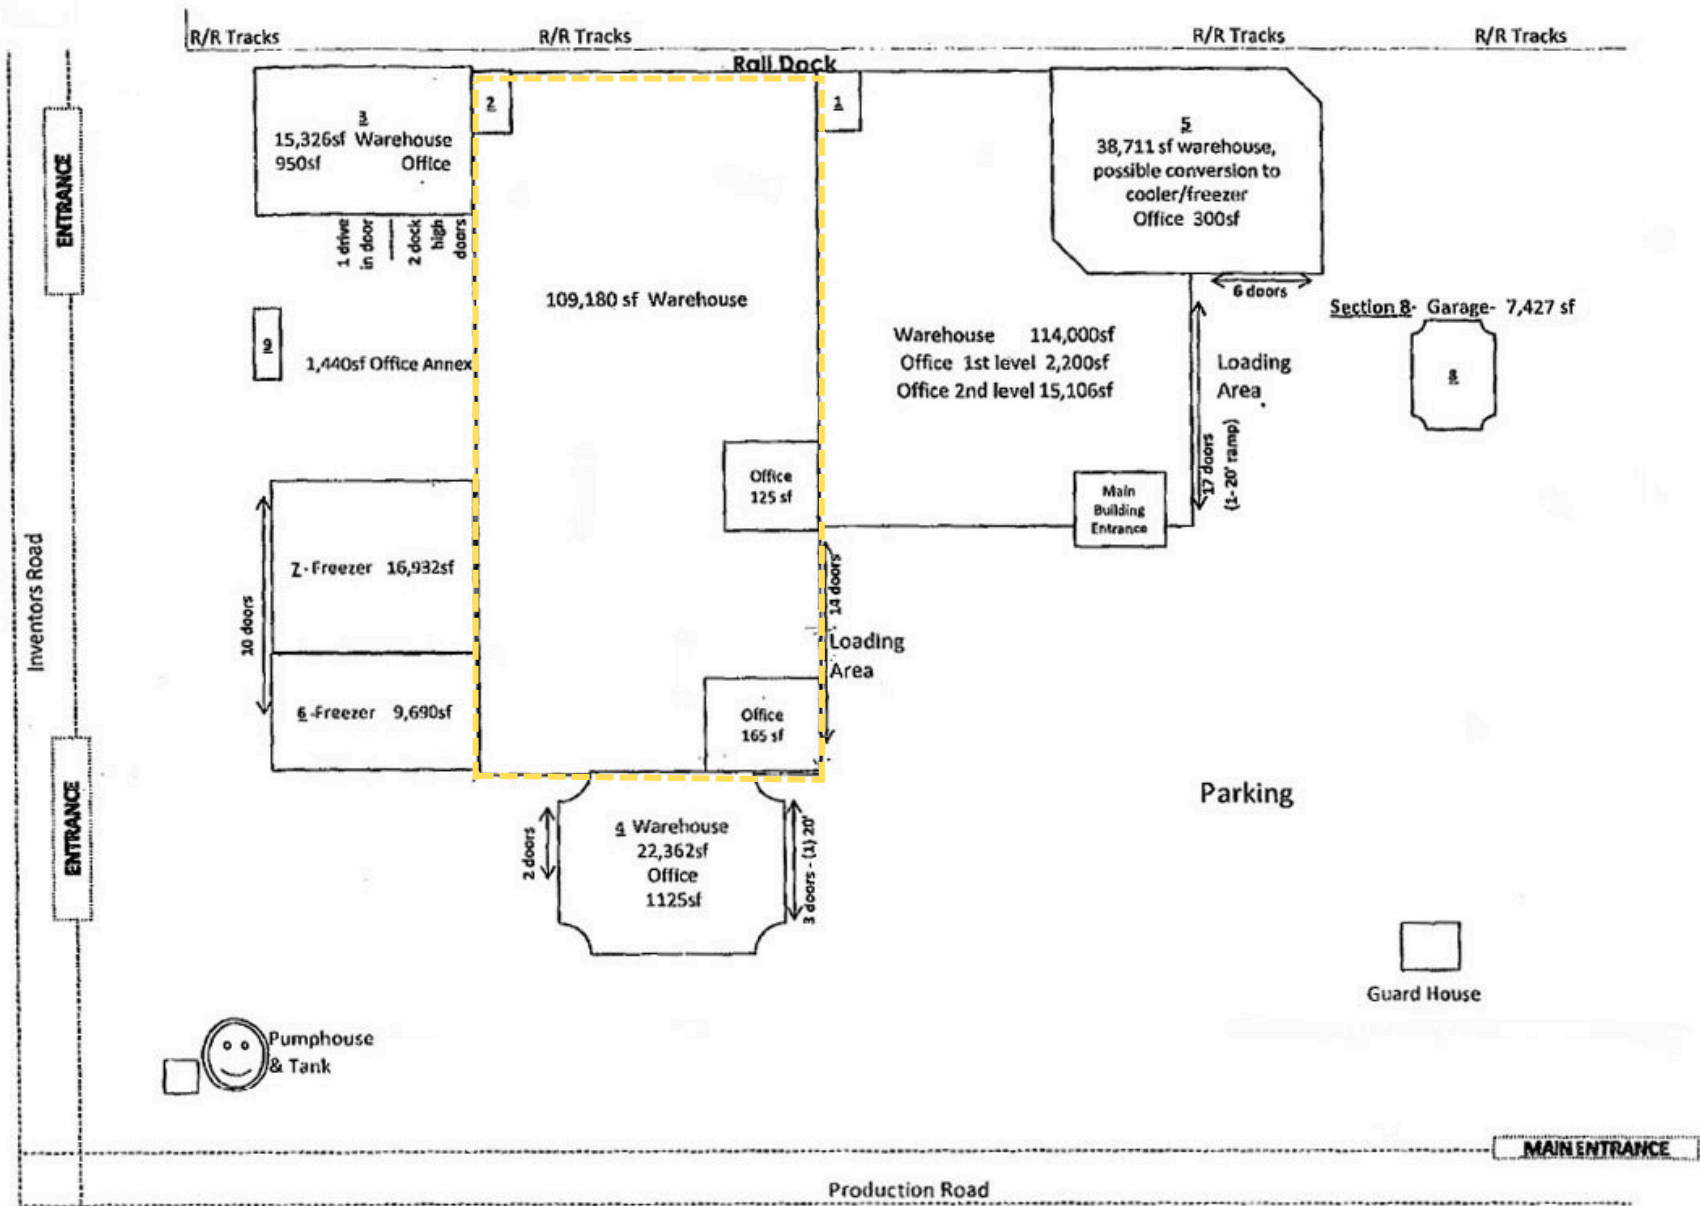 R/R Tracks
R/R Tracks
R/R Tracks
R/R Tracks
Rail Dock
3
15,326sf Warehouse
950sf Office
1 drive
in door
2 dock
high
doors
2
1
5
38,711 sf warehouse,
possible conversion to
cooler/freezer
Office 300sf
6 doors
ENTRANCE
109,180 sf Warehouse
Section 8- Garage- 7,427 sf
8
9
1,440sf Office Annex
Warehouse 114,000sf
Office 1st level 2,200sf
Office 2nd level 15,106sf
Loading
Area
17 doors
(1- 20' ramp)
Office
125 sf
Main
Building
Entrance
Inventors Road
10 doors
7-Freezer 16,932sf
14 doors
Loading
Area
6-Freezer 9,690sf
Office
165 sf
ENTRANCE
Parking
2 doors
4 Warehouse
22,362sf
Office
1125sf
3 doors - (1) 20'
Guard House
Pumphouse
& Tank
MAIN ENTRANCE
Production Road